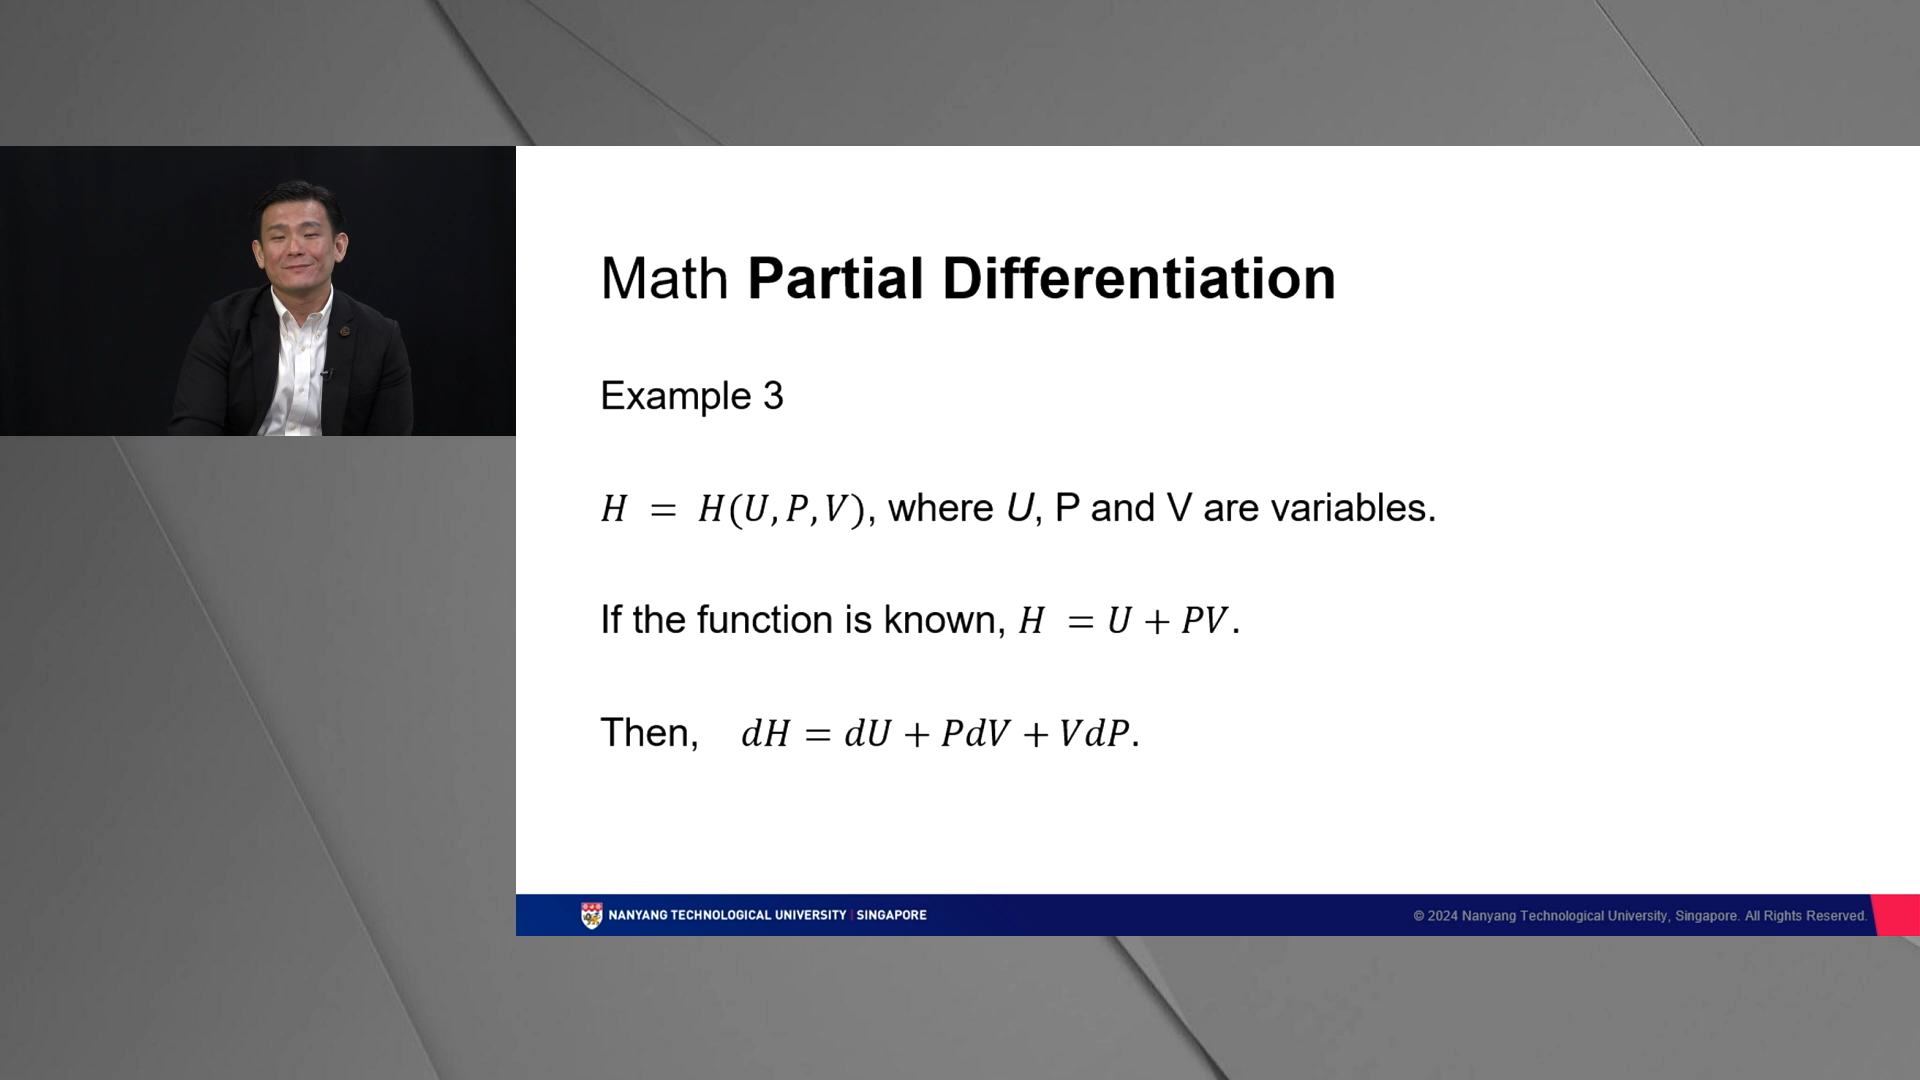 Math Partial Differentiation
Example 3
H = H(U, P, V), where U, P and V are variables.
If the function is known, H = U + PV.
Then, dH = dU + PdV + VdP.
NANYANG TECHNOLOGICAL UNIVERSITY | SINGAPORE
© 2024 Nanyang Technological University, Singapore. All Rights Reserved.